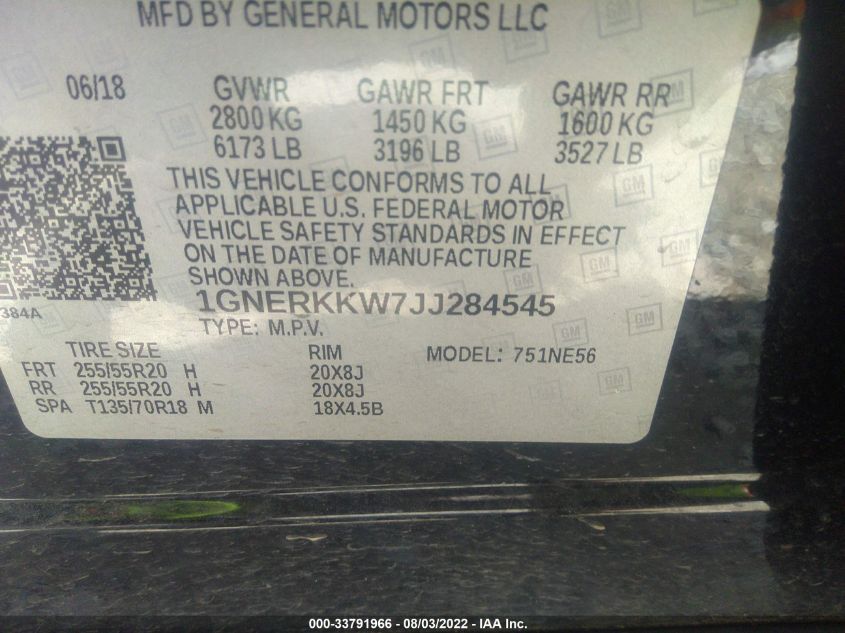 MFD BY GENERAL MOTORS LLC
06/18 GVWR GAWR FRT GAWR RR
2800 KG 1450 KG 1600 KG
6173 LB 3196 LB 3527 LB
THIS VEHICLE CONFORMS TO ALL
APPLICABLE U.S. FEDERAL MOTOR
VEHICLE SAFETY STANDARDS IN EFFECT
ON THE DATE OF MANUFACTURE
SHOWN ABOVE.
384A
1GNERKKW7JJ284545
TYPE: M.P.V.
TIRE SIZE RIM MODEL: 751NE56
FRT 255/55R20 H 20X8J
RR 255/55R20 H 20X8J
SPA T135/70R18 M 18X4.5B
GM
000-33791966 - 08/03/2022 - IAA Inc.